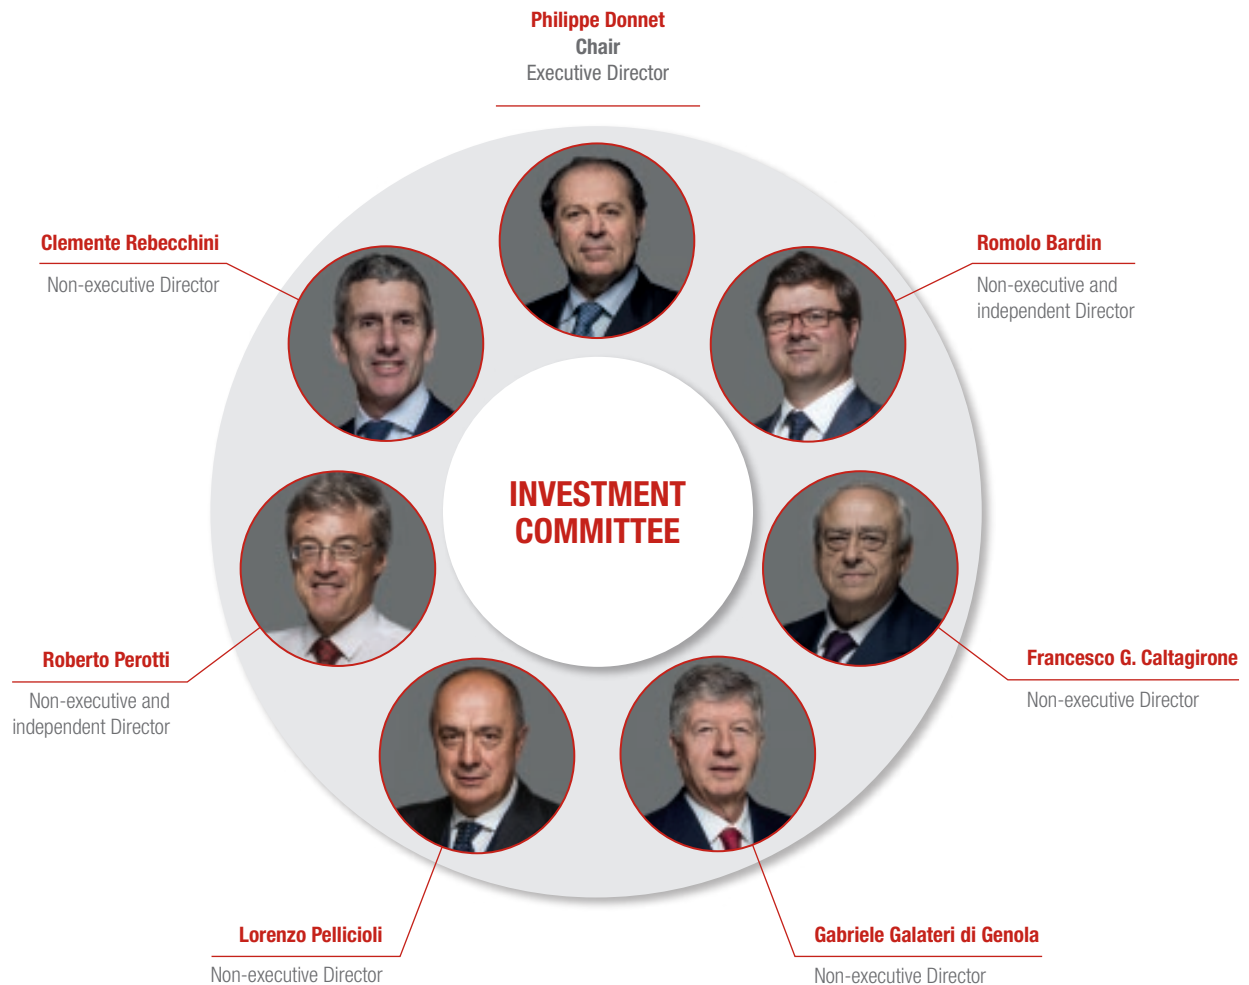 Philippe Donnet
Chair
Executive Director
Clemente Rebecchini
Non-executive Director
Romolo Bardin
Non-executive and
independent Director
INVESTMENT
COMMITTEE
Roberto Perotti
Non-executive and
independent Director
Francesco G. Caltagirone
Non-executive Director
Lorenzo Pellicioli
Non-executive Director
Gabriele Galateri di Genola
Non-executive Director